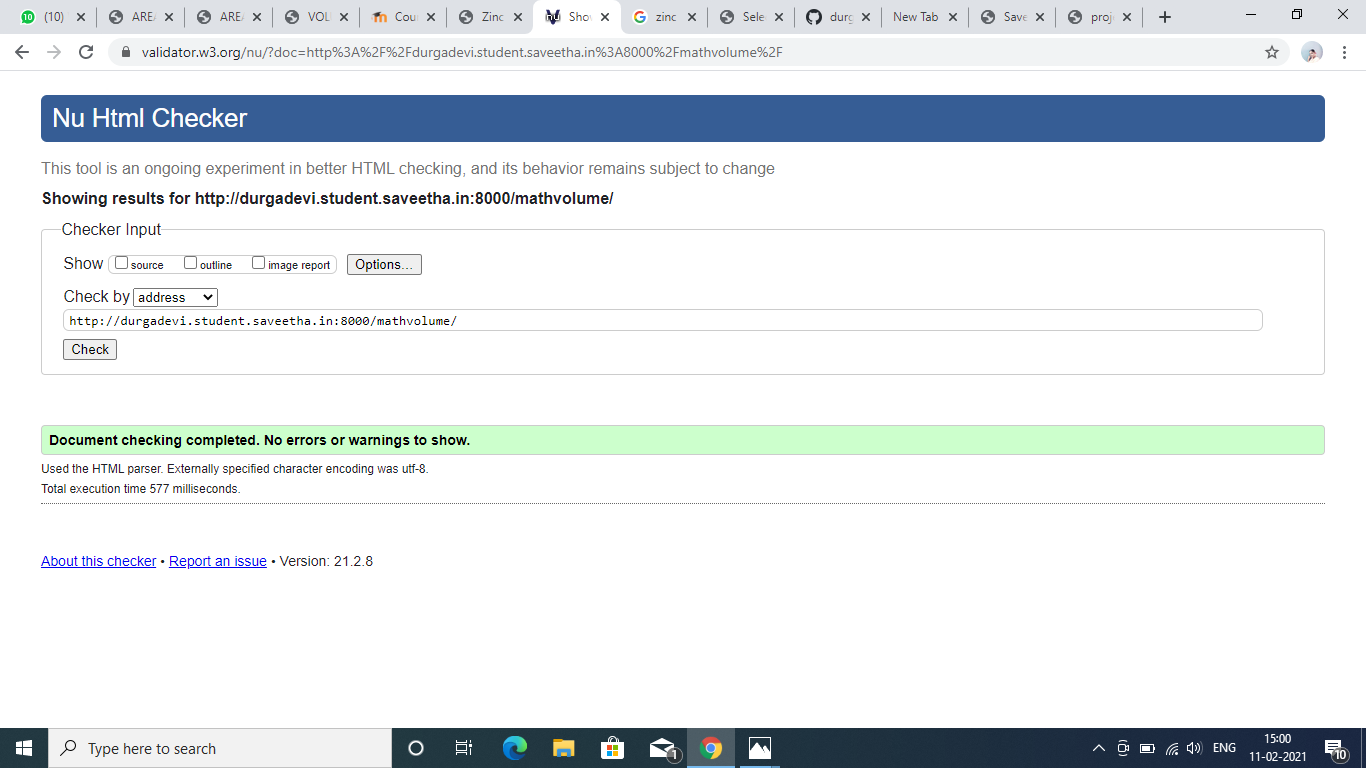 (10)
AREA
AREA
VOLU
Cour
Zinc
Show
zinc
Sele
durg
New Tab
Save
proj
validator.w3.org/nu/?doc=http%3A%2F%2Fdurgadevi.student.saveetha.in%3A8000%2Fmathvolume%2F
Nu Html Checker
This tool is an ongoing experiment in better HTML checking, and its behavior remains subject to change
Showing results for http://durgadevi.student.saveetha.in:8000/mathvolume/
Checker Input
Show source outline image report Options...
Check by address
http://durgadevi.student.saveetha.in:8000/mathvolume/
Check
Document checking completed. No errors or warnings to show.
Used the HTML parser. Externally specified character encoding was utf-8.
Total execution time 577 milliseconds.
About this checker • Report an issue • Version: 21.2.8
Type here to search
1
ENG
15:00
11-02-2021
10